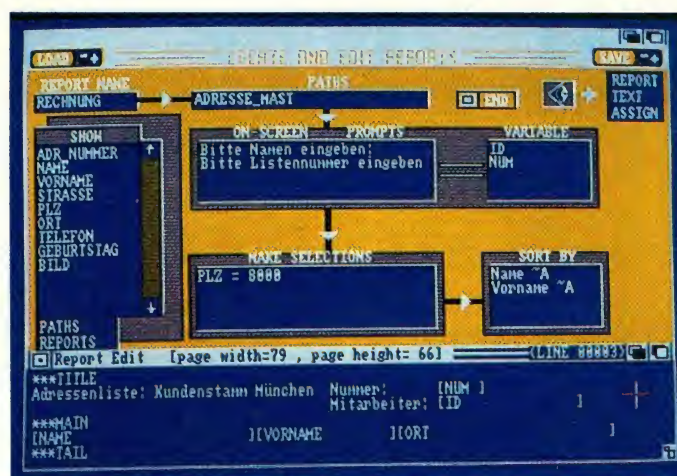 LOAD CREATE AND EDIT REPORTS SAVE
REPORT NAME PATHS
RECHNUNG ADRESSE_MAST END
REPORT
TEXT
ASSIGN
SHOW
ADR_NUMMER
NAME
VORNAME
STRASSE
PLZ
ORT
TELEFON
GEBURTSTAG
BILD
PATHS
REPORTS
ON-SCREEN PROMPTS VARIABLE
Bitte Namen eingeben: ID
Bitte Listennummer eingeben NUM
MAKE SELECTIONS SORT BY
PLZ = 8000 Name ~A
Vorname ~A
Report Edit [page width=79 , page height= 66] (LINE 00003)
***TITLE
Adressenliste: Kundenstamm München Nummer: [NUM ]
Mitarbeiter: [ID ]
***MAIN
[NAME ][VORNAME ][ORT ]
***TAIL